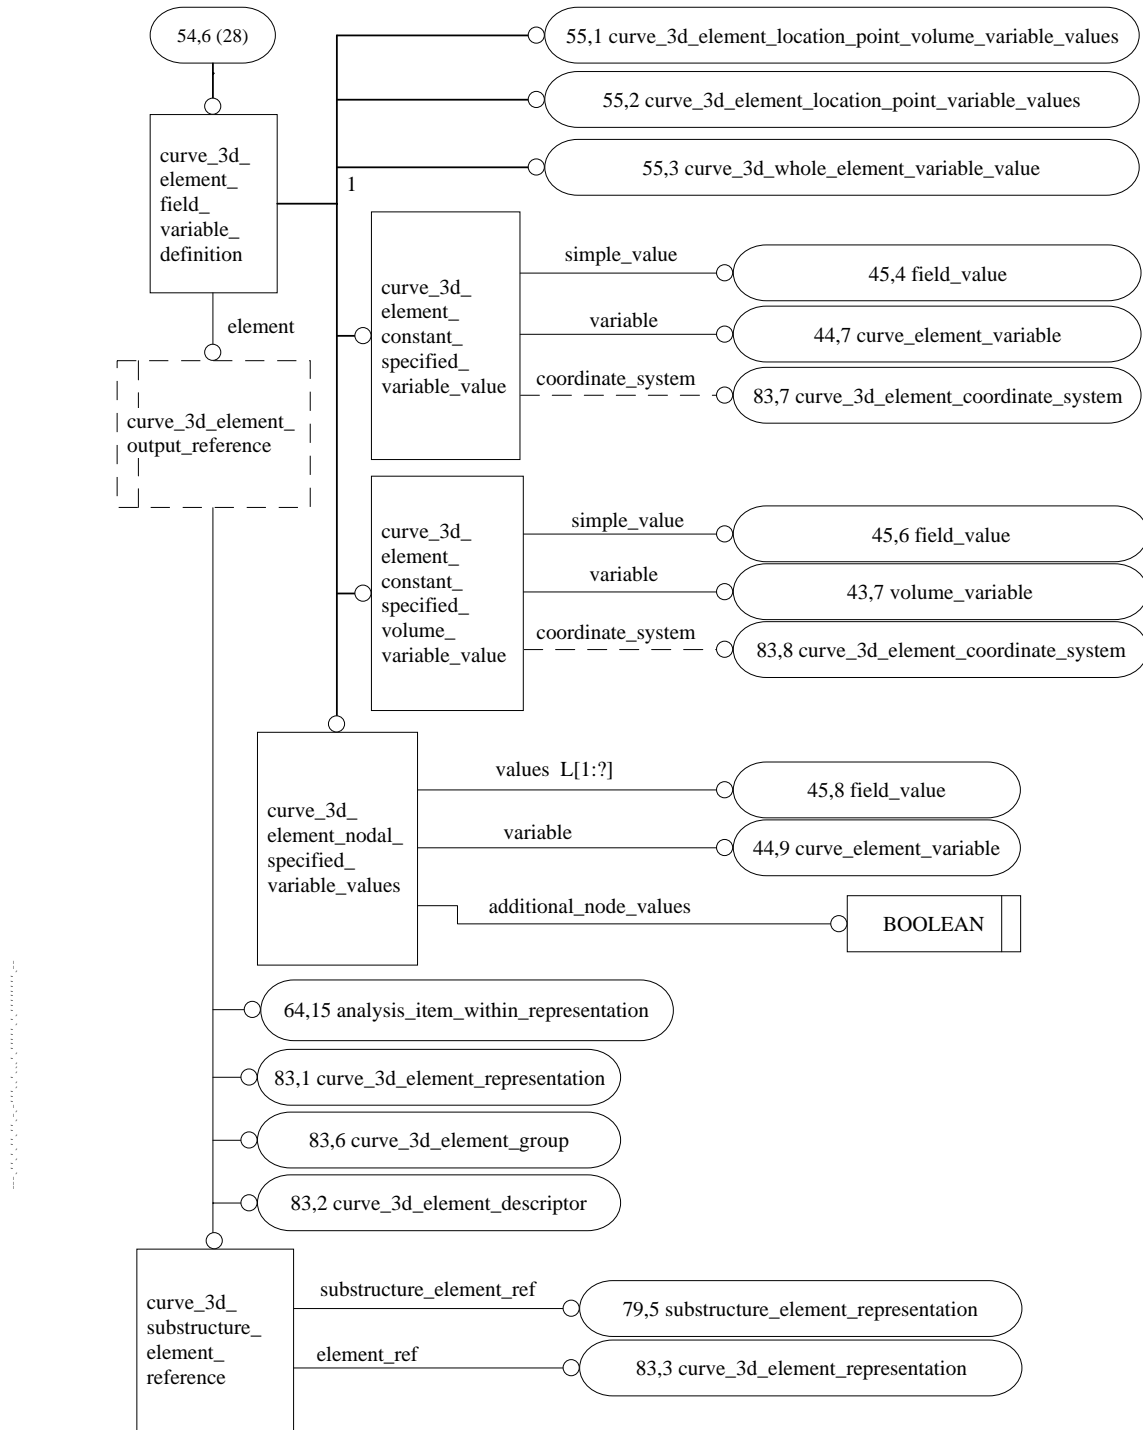 54,6 (28)
55,1 curve_3d_element_location_point_volume_variable_values
55,2 curve_3d_element_location_point_variable_values
55,3 curve_3d_whole_element_variable_value
curve_3d_
element_
field_
variable_
definition
1
element
curve_3d_element_
output_reference
curve_3d_
element_
constant_
specified_
variable_value
simple_value
45,4 field_value
variable
44,7 curve_element_variable
coordinate_system
83,7 curve_3d_element_coordinate_system
curve_3d_
element_
constant_
specified_
volume_
variable_value
simple_value
45,6 field_value
variable
43,7 volume_variable
coordinate_system
83,8 curve_3d_element_coordinate_system
curve_3d_
element_nodal_
specified_
variable_values
values L[1:?]
45,8 field_value
variable
44,9 curve_element_variable
additional_node_values
BOOLEAN
64,15 analysis_item_within_representation
83,1 curve_3d_element_representation
83,6 curve_3d_element_group
83,2 curve_3d_element_descriptor
curve_3d_
substructure_
element_
reference
substructure_element_ref
79,5 substructure_element_representation
element_ref
83,3 curve_3d_element_representation